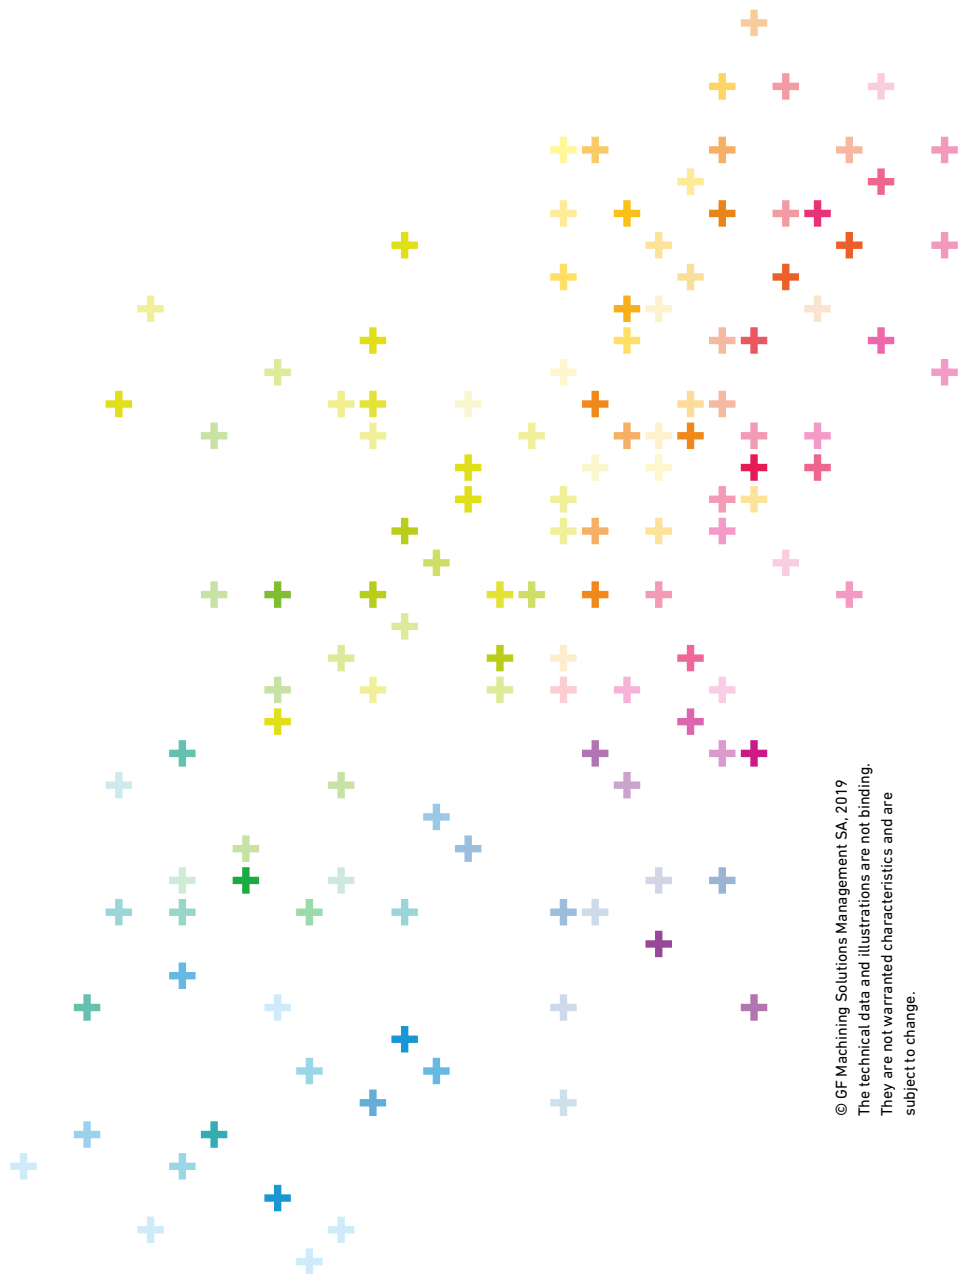 © GF Machining Solutions Management SA, 2019
The technical data and illustrations are not binding.
They are not warranted characteristics and are
subject to change.